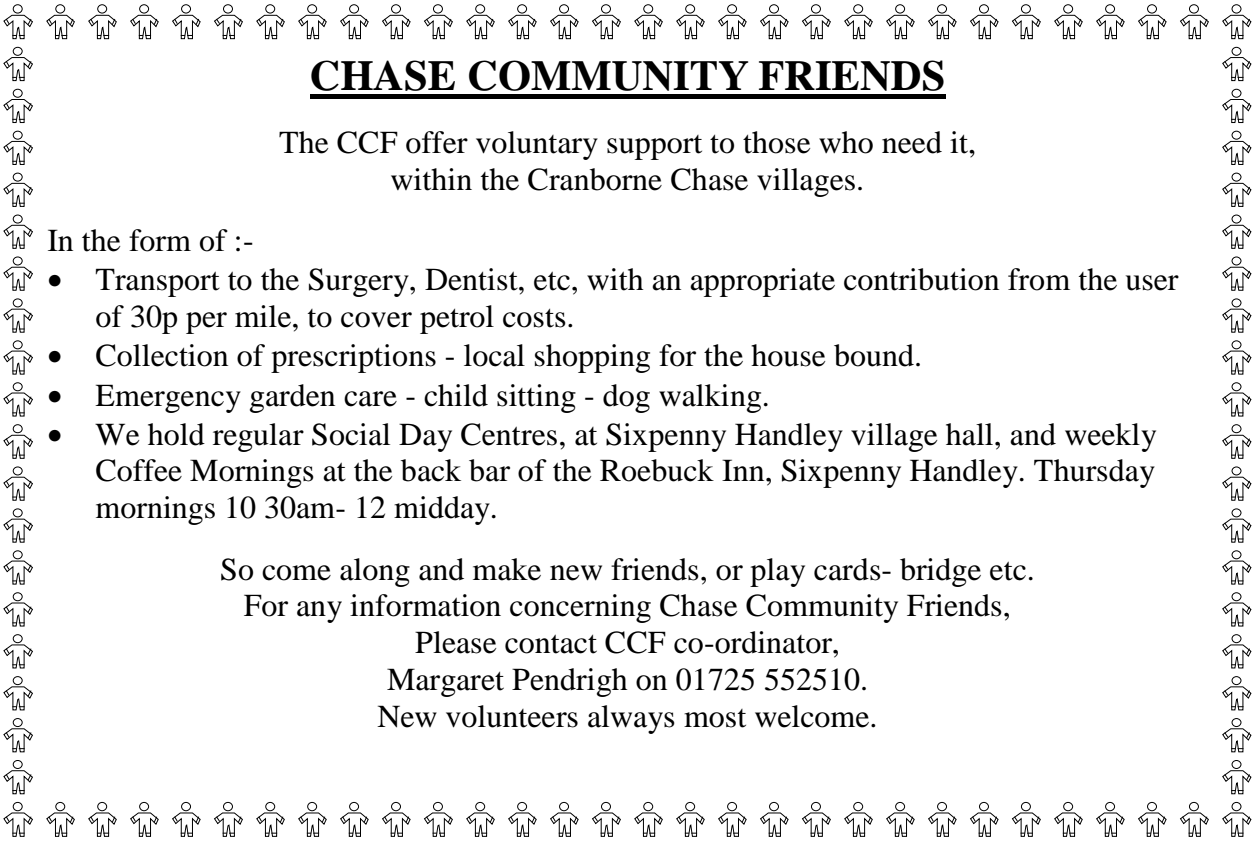 CHASE COMMUNITY FRIENDS
The CCF offer voluntary support to those who need it,
within the Cranborne Chase villages.
In the form of :-
• Transport to the Surgery, Dentist, etc, with an appropriate contribution from the user
of 30p per mile, to cover petrol costs.
• Collection of prescriptions - local shopping for the house bound.
• Emergency garden care - child sitting - dog walking.
• We hold regular Social Day Centres, at Sixpenny Handley village hall, and weekly
Coffee Mornings at the back bar of the Roebuck Inn, Sixpenny Handley. Thursday
mornings 10 30am- 12 midday.
So come along and make new friends, or play cards- bridge etc.
For any information concerning Chase Community Friends,
Please contact CCF co-ordinator,
Margaret Pendrigh on 01725 552510.
New volunteers always most welcome.